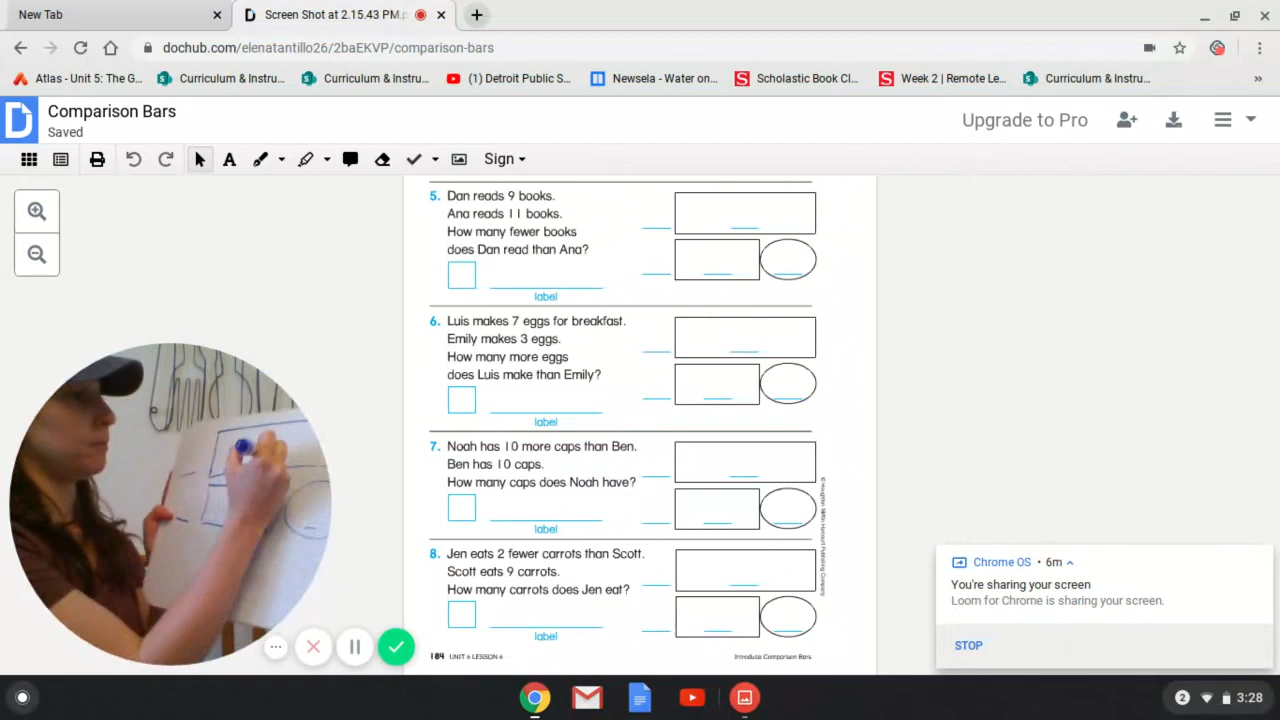 New Tab
Screen Shot at 2.15.43 PM.p
dochub.com/elenatantillo26/2baEKVP/comparison-bars
Atlas - Unit 5: The G...
Curriculum & Instru...
Curriculum & Instru...
(1) Detroit Public S...
Newsela - Water on...
Scholastic Book Cl...
Week 2 | Remote Le...
Curriculum & Instru...
»
Comparison Bars
Saved
Upgrade to Pro
Sign
5. Dan reads 9 books.
Ana reads 11 books.
How many fewer books
does Dan read than Ana?
label
6. Luis makes 7 eggs for breakfast.
Emily makes 3 eggs.
How many more eggs
does Luis make than Emily?
label
7. Noah has 10 more caps than Ben.
Ben has 10 caps.
How many caps does Noah have?
label
8. Jen eats 2 fewer carrots than Scott.
Scott eats 9 carrots.
How many carrots does Jen eat?
label
184 UNIT 6 LESSON 6
Introduce Comparison Bars
© Houghton Mifflin Harcourt Publishing Company
Chrome OS • 6m
You're sharing your screen
Loom for Chrome is sharing your screen.
STOP
2
3:28